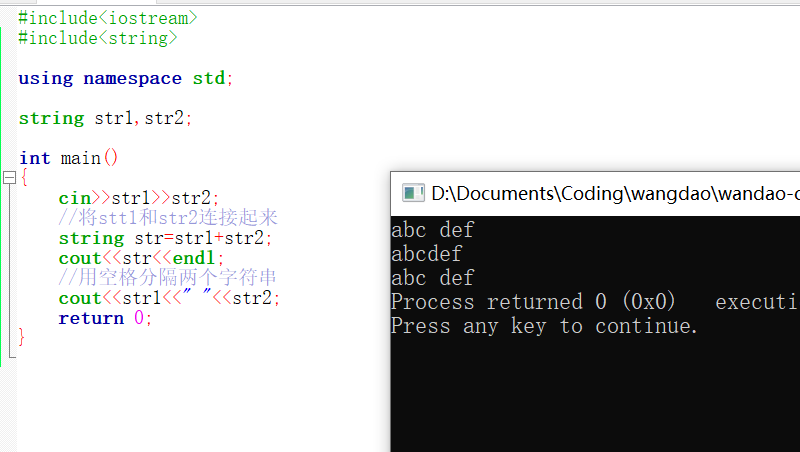 #include<iostream>
#include<string>
using namespace std;
string str1,str2;
int main()
{
cin>>str1>>str2;
//将stt1和str2连接起来
string str=str1+str2;
cout<<str<<endl;
//用空格分隔两个字符串
cout<<str1<<" "<<str2;
return 0;
}
D:\Documents\Coding\wangdao\wandao-c
abc def
abcdef
abc def
Process returned 0 (0x0)   executi
Press any key to continue.